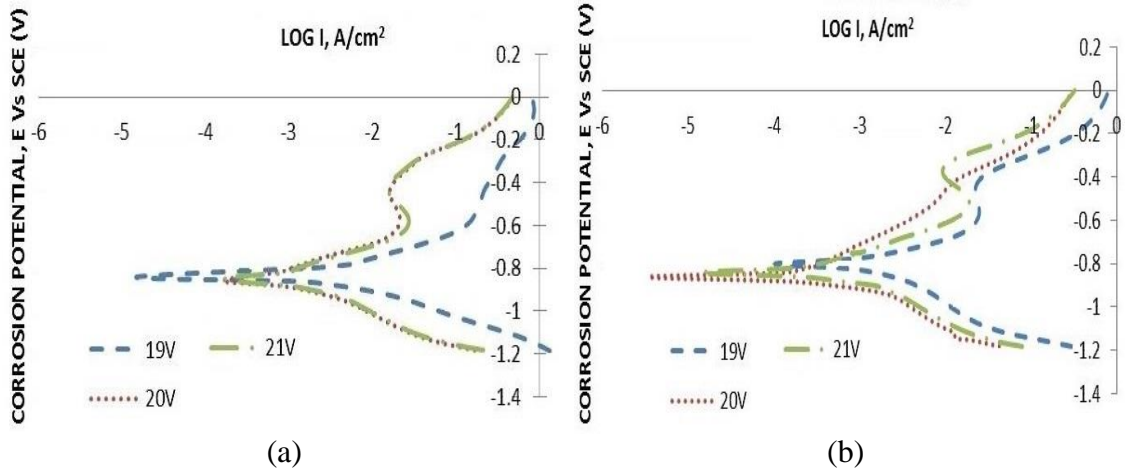 CORROSION POTENTIAL, E Vs SCE (V)
LOG I, A/cm²
0.2
0
-6 -5 -4 -3 -2 -1 0
-0.2
-0.4
-0.6
-0.8
-1
-1.2
-1.4
19V 21V
20V
(a)
CORROSION POTENTIAL, E Vs SCE (V)
LOG I, A/cm²
0.2
0
-6 -5 -4 -3 -2 -1 0
-0.2
-0.4
-0.6
-0.8
-1
-1.2
-1.4
19V 21V
20V
(b)